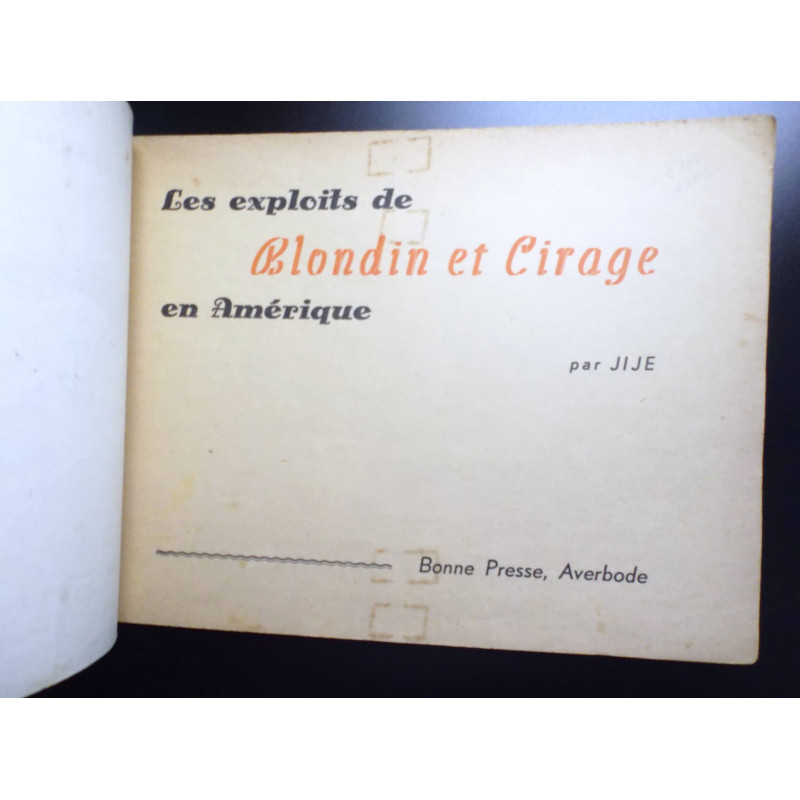 Les exploits de
Blondin et Cirage
en Amérique
par JIJE
Bonne Presse, Averbode